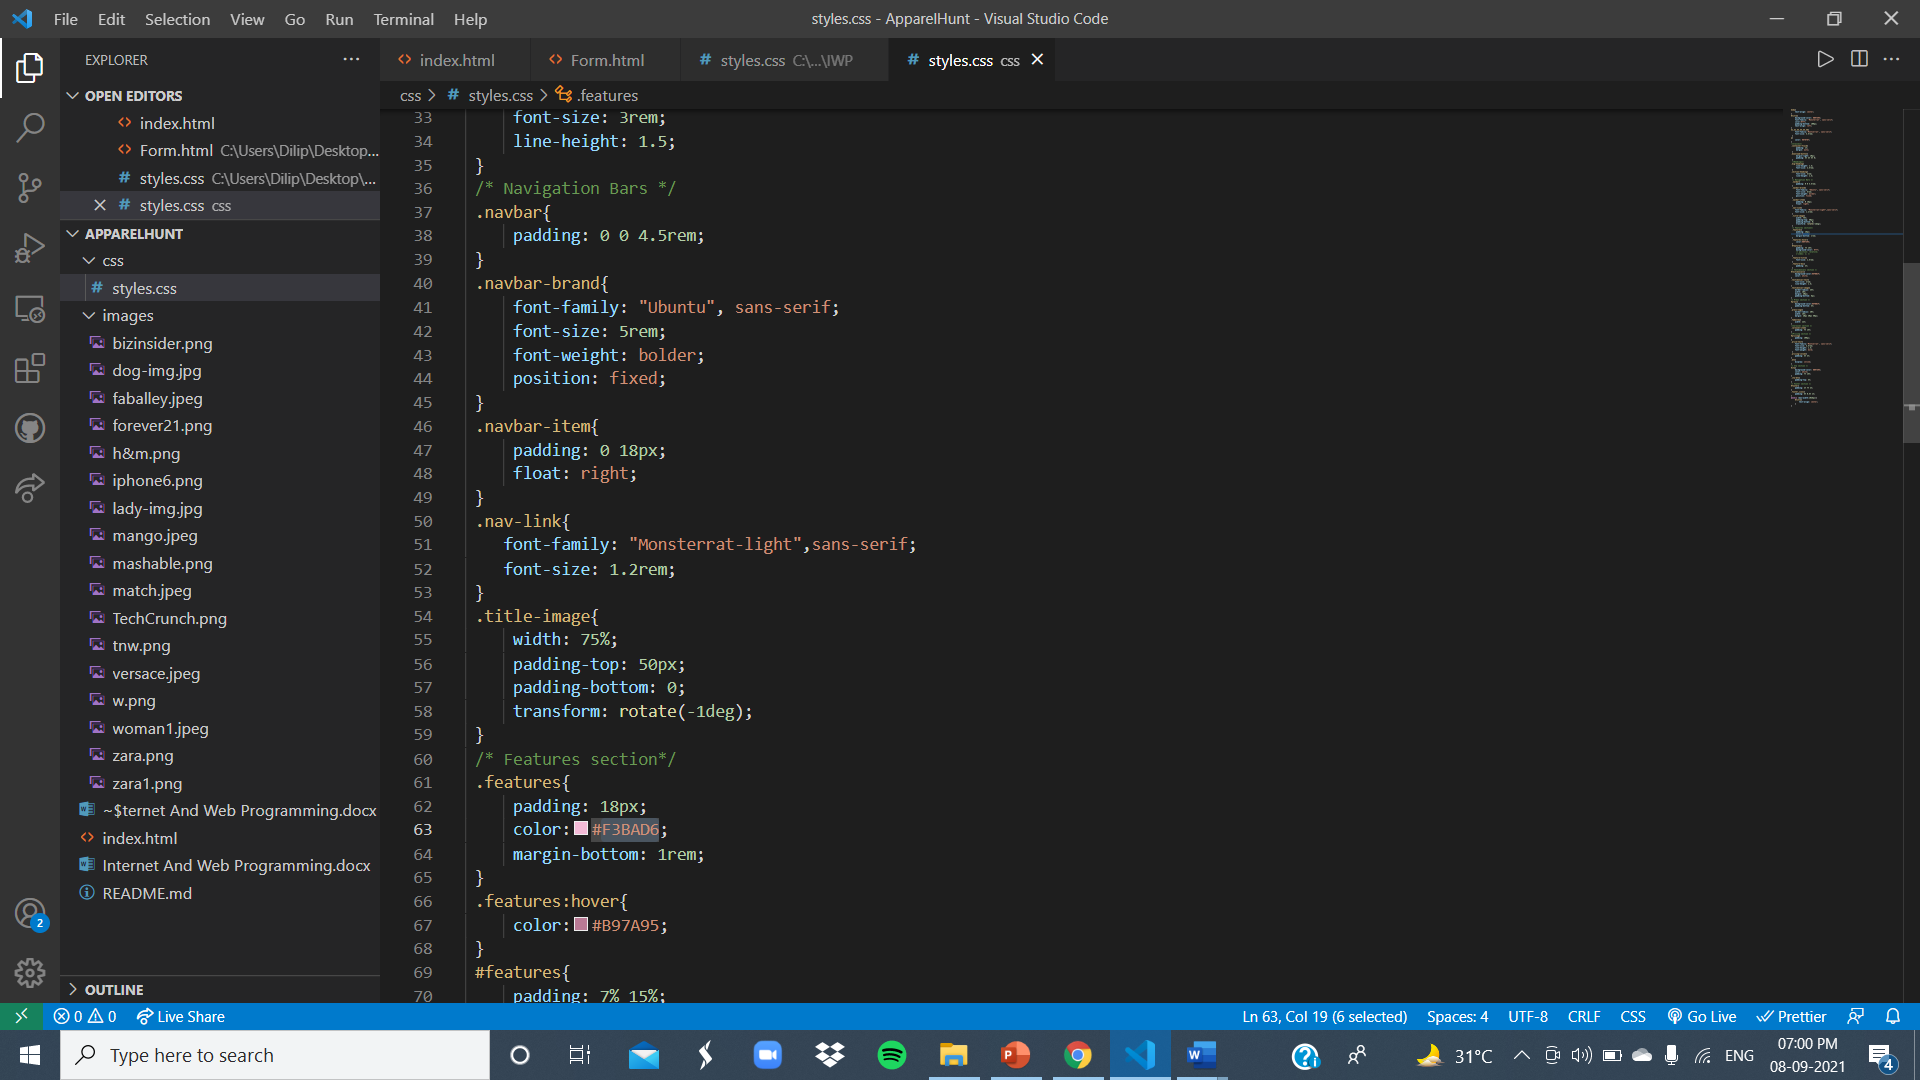 File Edit Selection View Go Run Terminal Help
styles.css - ApparelHunt - Visual Studio Code
EXPLORER
index.html Form.html styles.css C:\...\IWP styles.css css
OPEN EDITORS
index.html
Form.html C:\Users\Dilip\Desktop...
styles.css C:\Users\Dilip\Desktop\...
styles.css css
APPARELHUNT
css
styles.css
images
bizinsider.png
dog-img.jpg
faballey.jpeg
forever21.png
h&m.png
iphone6.png
lady-img.jpg
mango.jpeg
mashable.png
match.jpeg
TechCrunch.png
tnw.png
versace.jpeg
w.png
woman1.jpeg
zara.png
zara1.png
~$ternet And Web Programming.docx
index.html
Internet And Web Programming.docx
README.md
OUTLINE
css > styles.css > .features
33 font-size: 3rem;
34 line-height: 1.5;
35 }
36 /* Navigation Bars */
37 .navbar{
38 padding: 0 0 4.5rem;
39 }
40 .navbar-brand{
41 font-family: "Ubuntu", sans-serif;
42 font-size: 5rem;
43 font-weight: bolder;
44 position: fixed;
45 }
46 .navbar-item{
47 padding: 0 18px;
48 float: right;
49 }
50 .nav-link{
51 font-family: "Monsterrat-light",sans-serif;
52 font-size: 1.2rem;
53 }
54 .title-image{
55 width: 75%;
56 padding-top: 50px;
57 padding-bottom: 0;
58 transform: rotate(-1deg);
59 }
60 /* Features section*/
61 .features{
62 padding: 18px;
63 color: #F3BAD6;
64 margin-bottom: 1rem;
65 }
66 .features:hover{
67 color: #B97A95;
68 }
69 #features{
70 padding: 7% 15%;
2
0 0 Live Share
Ln 63, Col 19 (6 selected) Spaces: 4 UTF-8 CRLF CSS Go Live Prettier
Type here to search
31°C ENG
07:00 PM
08-09-2021
4